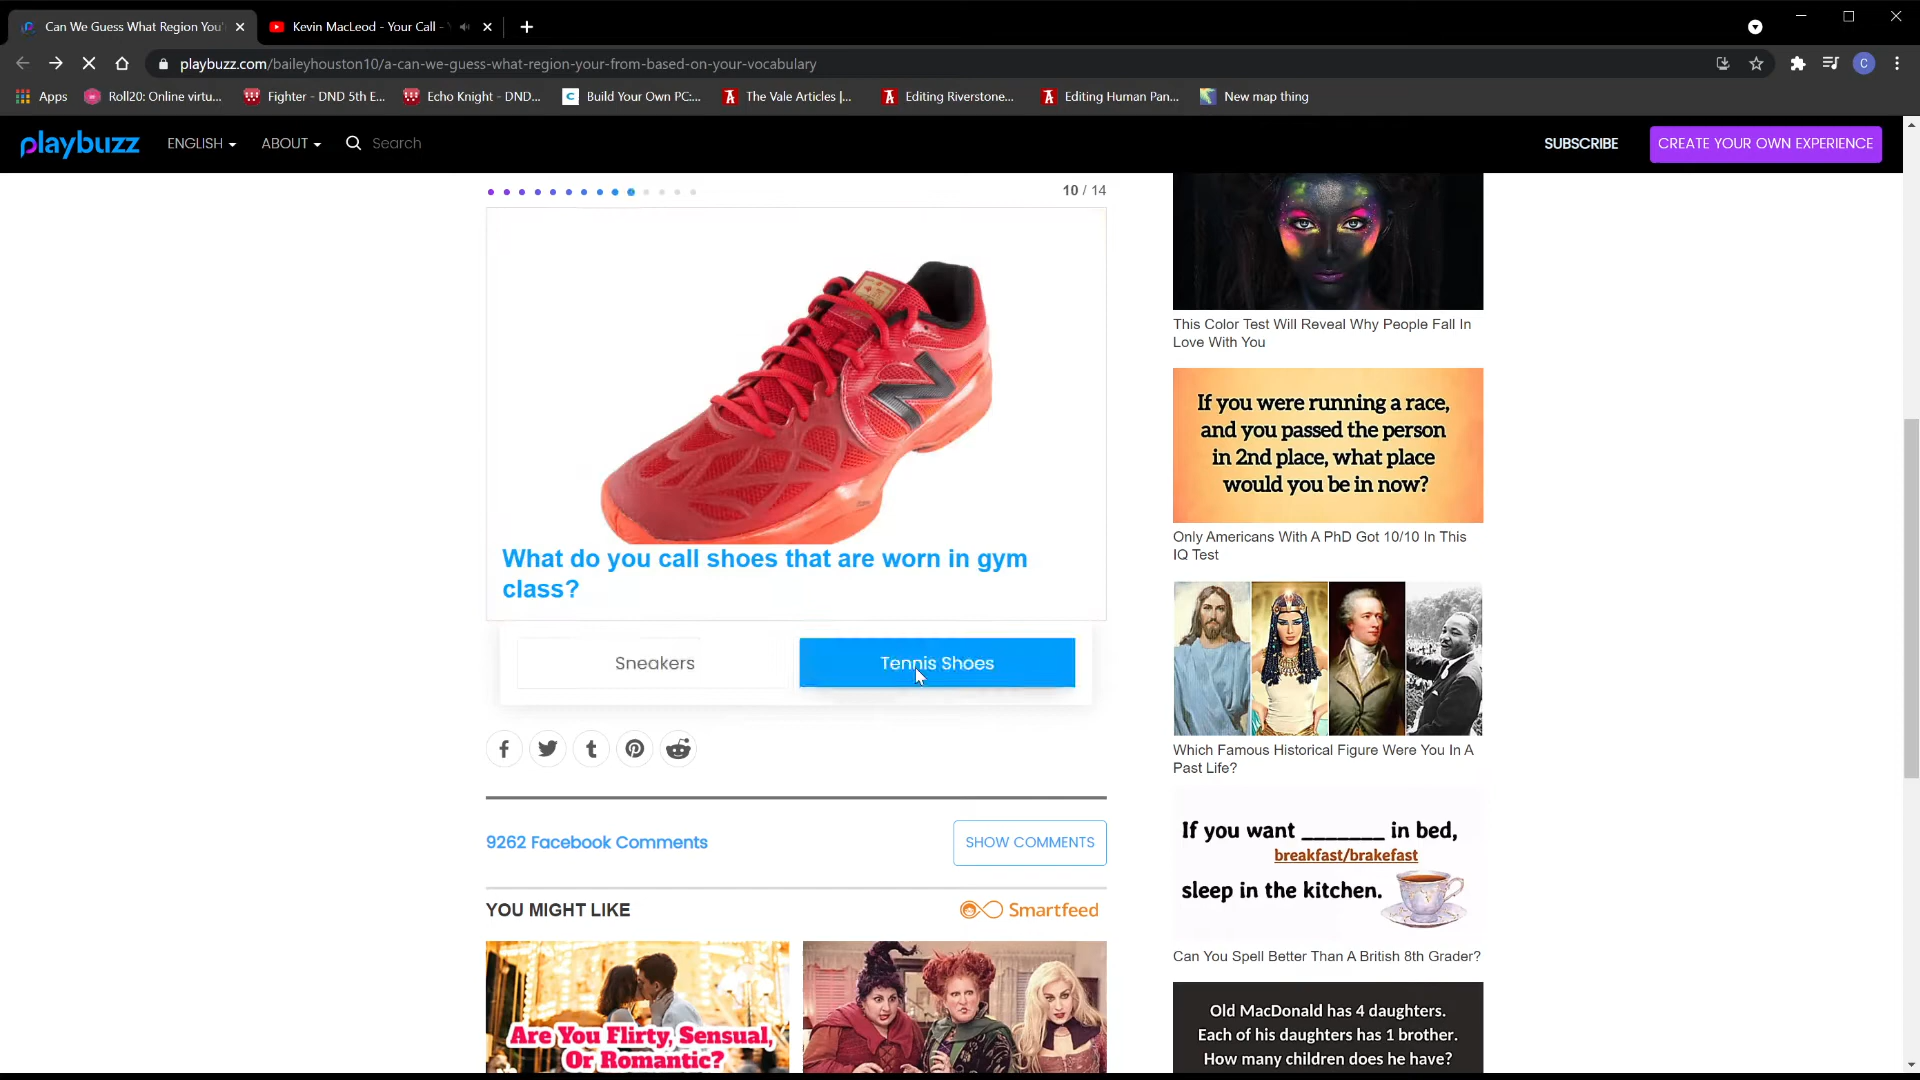 Can We Guess What Region You'
Kevin MacLeod - Your Call -
playbuzz.com/baileyhouston10/a-can-we-guess-what-region-your-from-based-on-your-vocabulary
C
Apps
Roll20: Online virtu...
Fighter - DND 5th E...
Echo Knight - DND...
C
Build Your Own PC:...
The Vale Articles |...
Editing Riverstone...
Editing Human Pan...
New map thing
playbuzz
ENGLISH
ABOUT
Search
SUBSCRIBE
CREATE YOUR OWN EXPERIENCE
10 / 14
What do you call shoes that are worn in gym
class?
Sneakers
Tennis Shoes
9262 Facebook Comments
SHOW COMMENTS
YOU MIGHT LIKE
Smartfeed
Are You Flirty, Sensual,
Or Romantic?
This Color Test Will Reveal Why People Fall In
Love With You
If you were running a race,
and you passed the person
in 2nd place, what place
would you be in now?
Only Americans With A PhD Got 10/10 In This
IQ Test
Which Famous Historical Figure Were You In A
Past Life?
If you want _______ in bed,
breakfast/brakefast
sleep in the kitchen.
Can You Spell Better Than A British 8th Grader?
Old MacDonald has 4 daughters.
Each of his daughters has 1 brother.
How many children does he have?